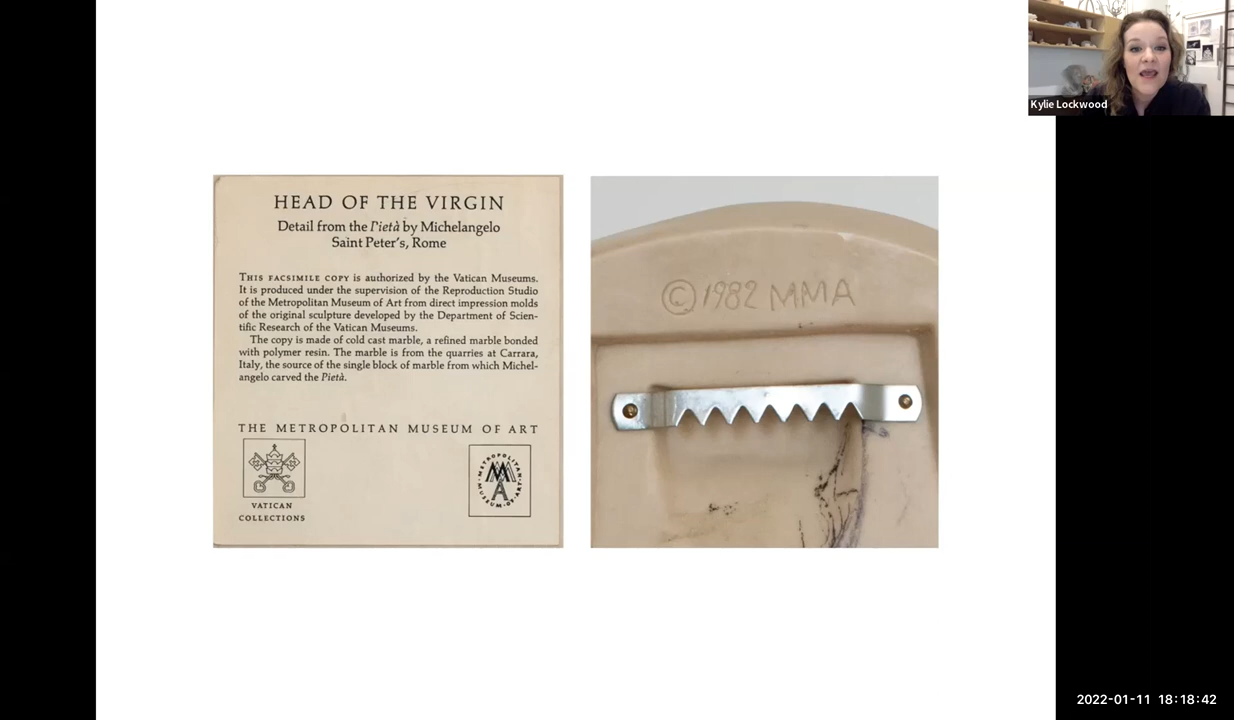 Kylie Lockwood
HEAD OF THE VIRGIN
Detail from the Pietà by Michelangelo
Saint Peter's, Rome
THIS FACSIMILE COPY is authorized by the Vatican Museums.
It is produced under the supervision of the Reproduction Studio
of the Metropolitan Museum of Art from direct impression molds
of the original sculpture developed by the Department of Scien-
tific Research of the Vatican Museums.
The copy is made of cold cast marble, a refined marble bonded
with polymer resin. The marble is from the quarries at Carrara,
Italy, the source of the single block of marble from which Michel-
angelo carved the Pietà.
THE METROPOLITAN MUSEUM OF ART
VATICAN
COLLECTIONS
METROPOLITAN MUSEUM OF ART
MMA
© 1982 MMA
2022-01-11 18:18:42